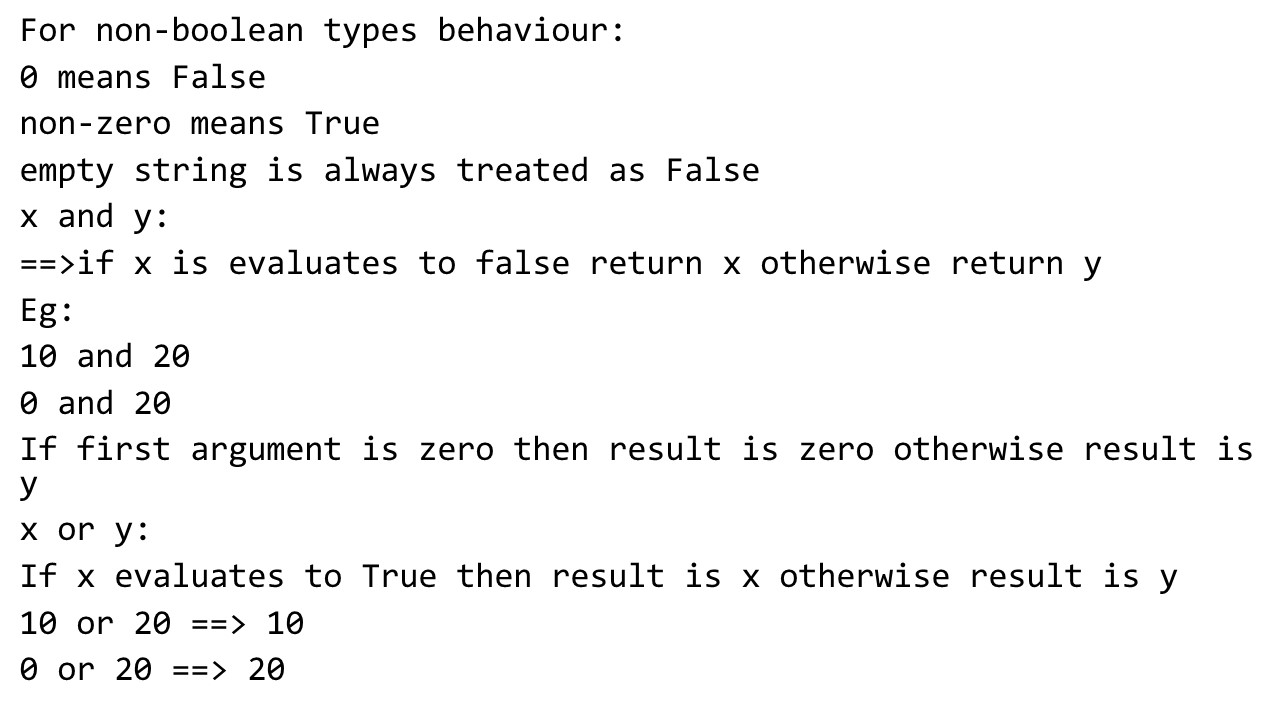 For non-boolean types behaviour:
0 means False
non-zero means True
empty string is always treated as False
x and y:
==>if x is evaluates to false return x otherwise return y
Eg:
10 and 20
0 and 20
If first argument is zero then result is zero otherwise result is
y
x or y:
If x evaluates to True then result is x otherwise result is y
10 or 20 ==> 10
0 or 20 ==> 20